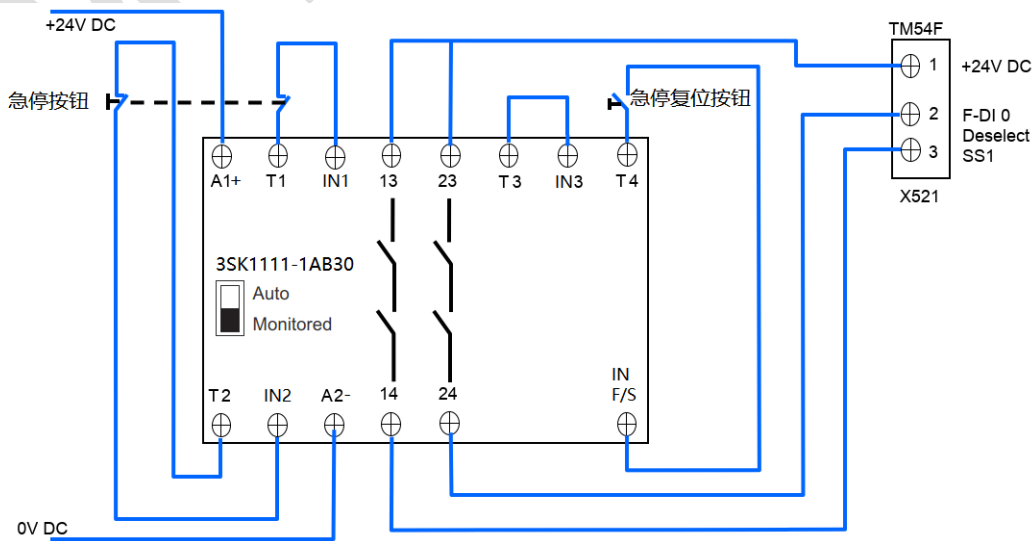 +24V DC
TM54F
1
+24V DC
急停按钮
急停复位按钮
2
F-DI 0
Deselect
SS1
3
A1+
T1
IN1
13
23
T3
IN3
T4
X521
3SK1111-1AB30
Auto
Monitored
T2
IN2
A2-
14
24
IN
F/S
0V DC